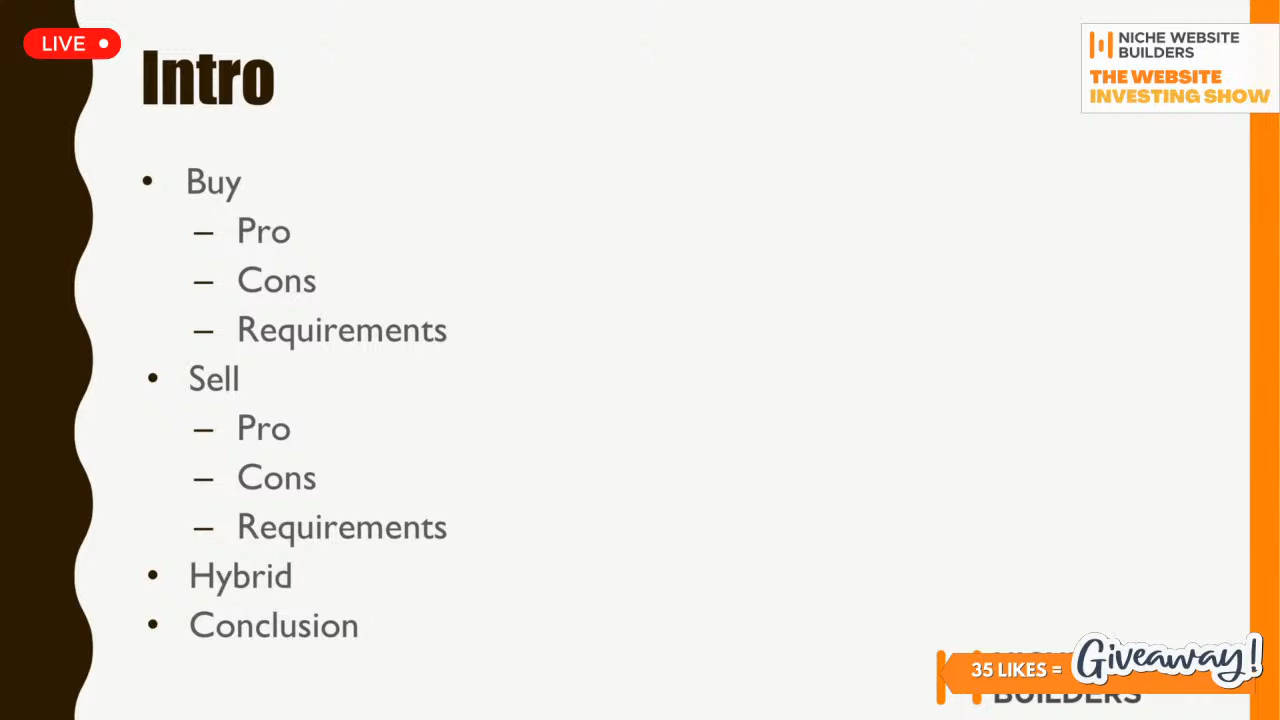 LIVE
Intro
NICHE WEBSITE
BUILDERS
THE WEBSITE
INVESTING SHOW
• Buy
– Pro
– Cons
– Requirements
• Sell
– Pro
– Cons
– Requirements
• Hybrid
• Conclusion
35 LIKES = Giveaway!
BUILDERS